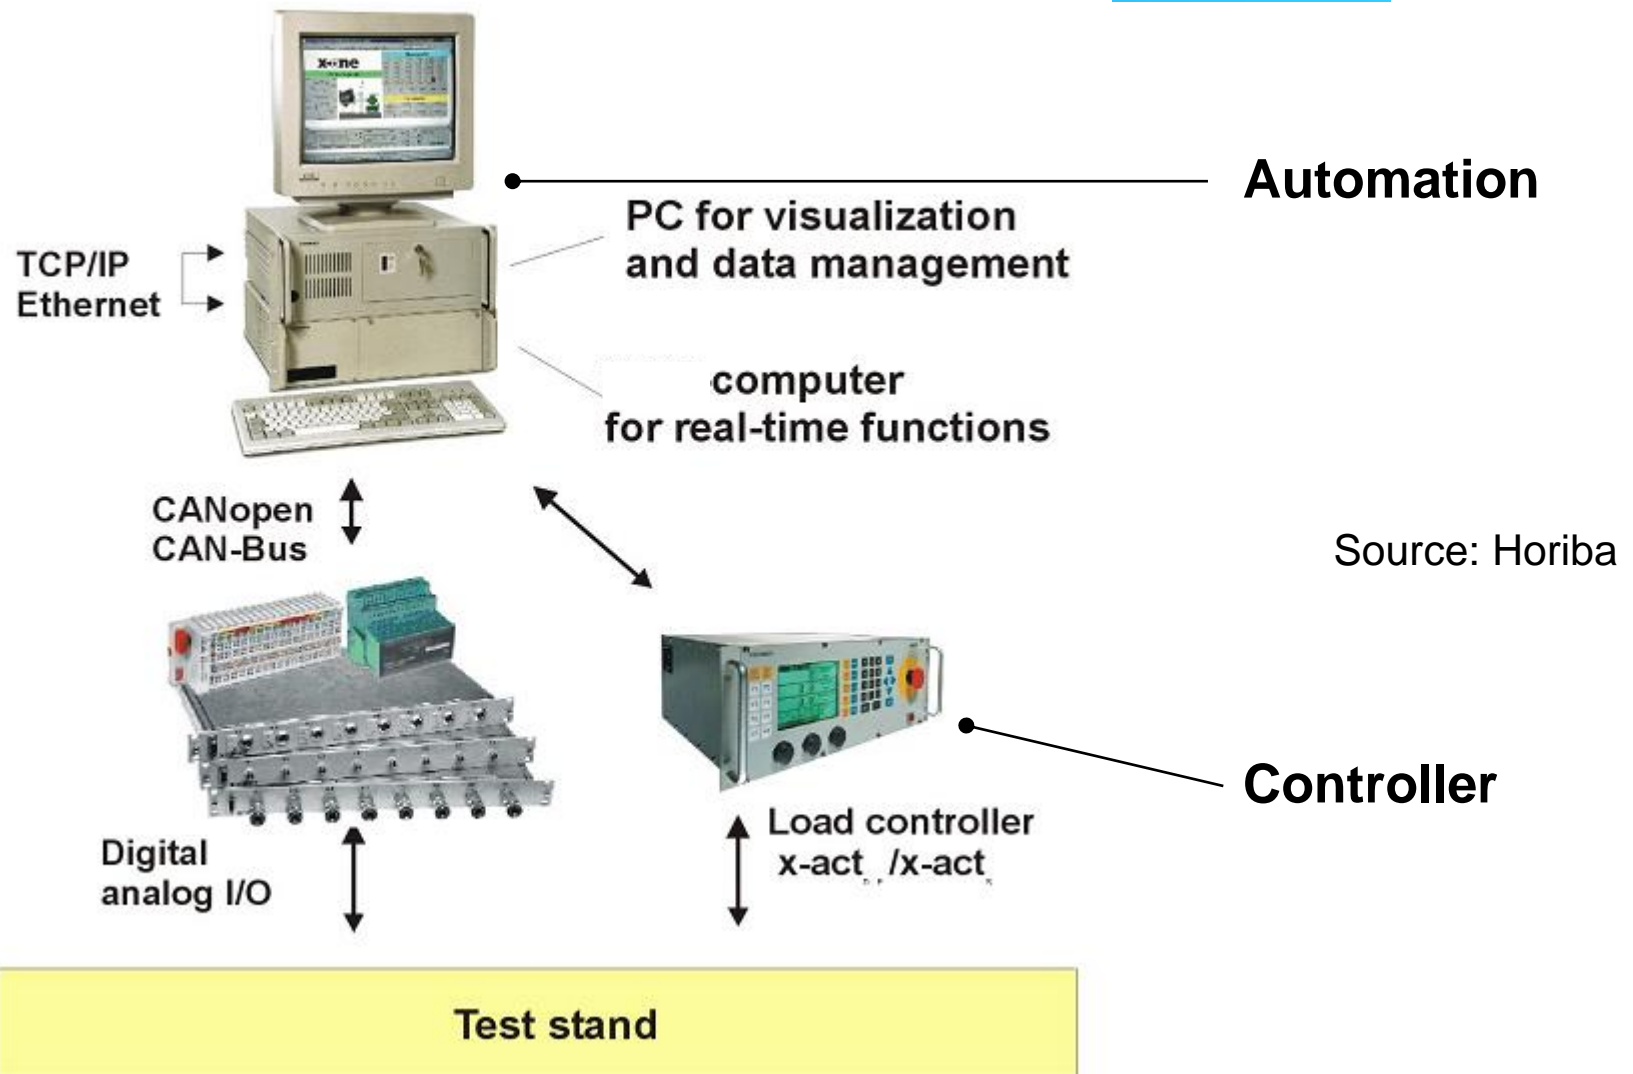 x-one
Automation
PC for visualization
and data management
TCP/IP
Ethernet
computer
for real-time functions
CANopen
CAN-Bus
Source: Horiba
Controller
Load controller
x-act /x-act
Digital
analog I/O
Test stand